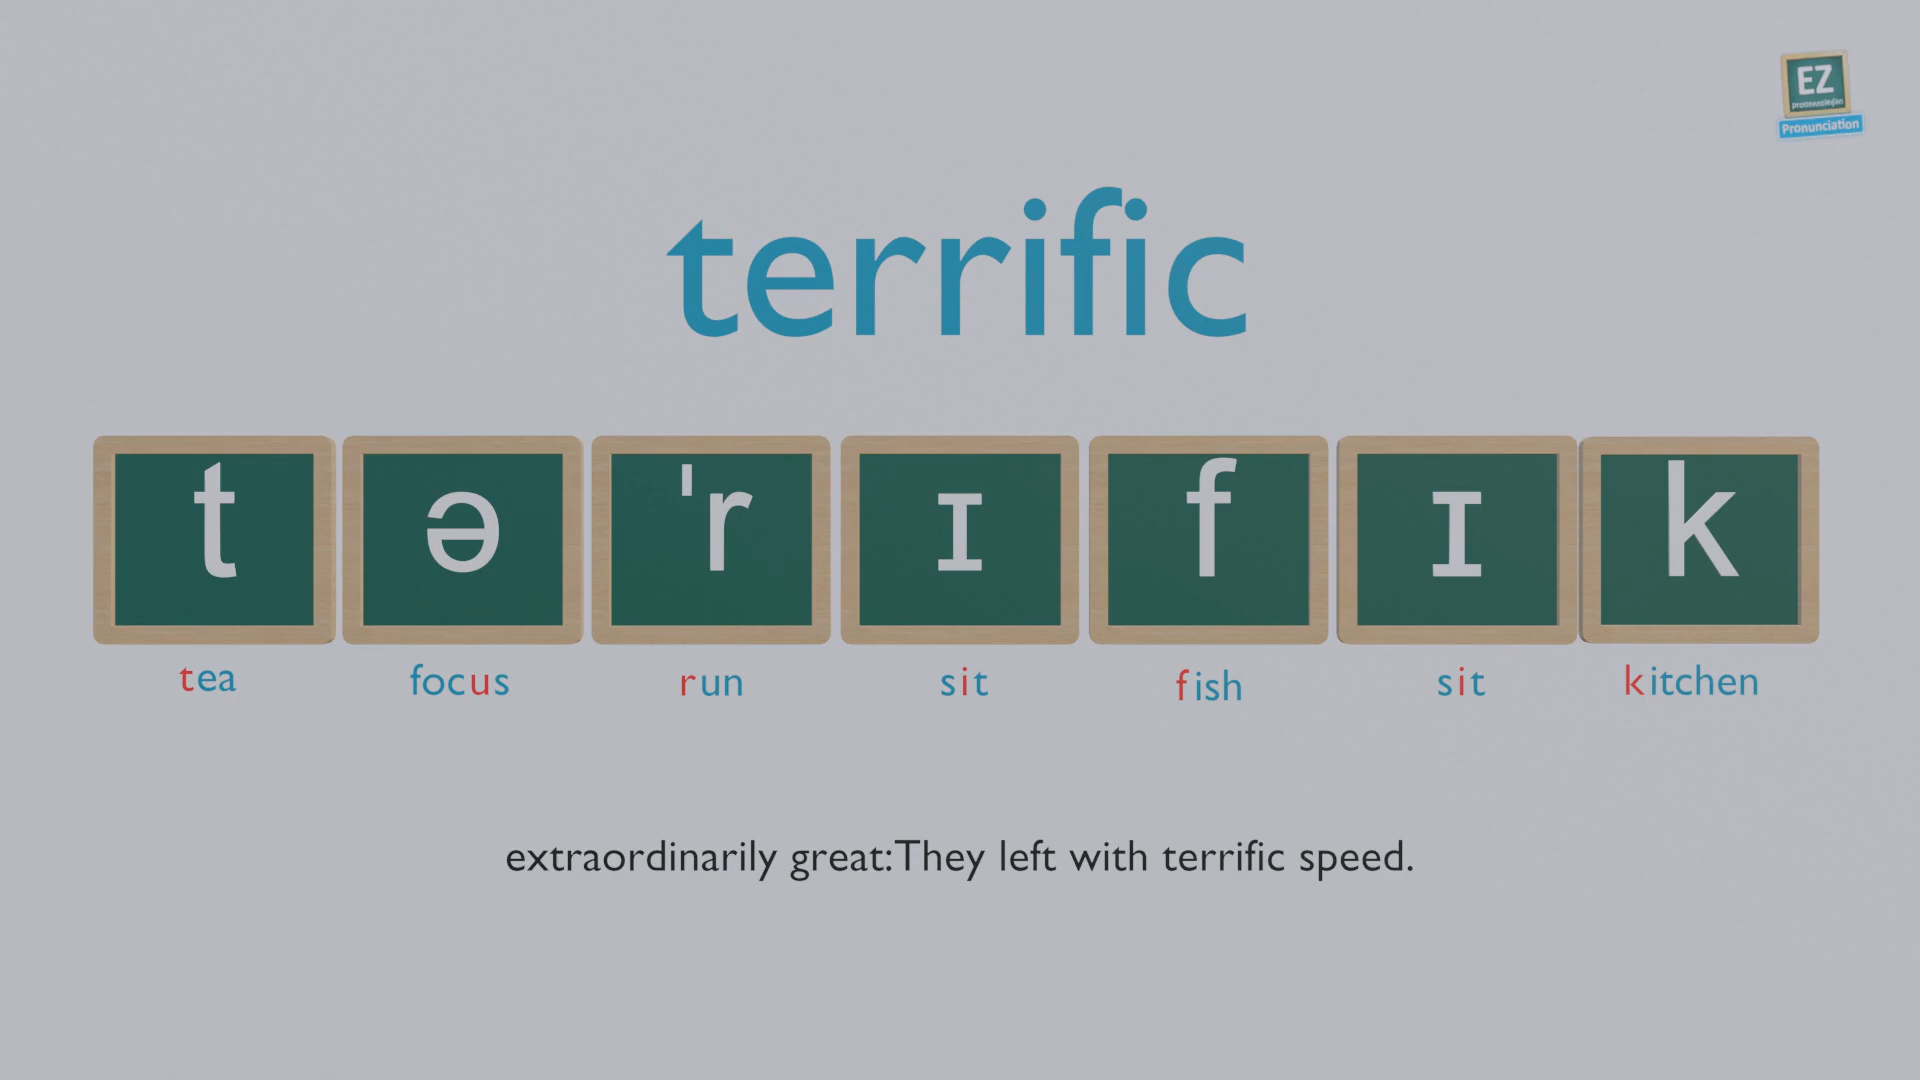 EZ
Pronunciation
terrific
t ə ˈr ɪ f ɪ k
tea focus run sit fish sit kitchen
extraordinarily great:They left with terrific speed.